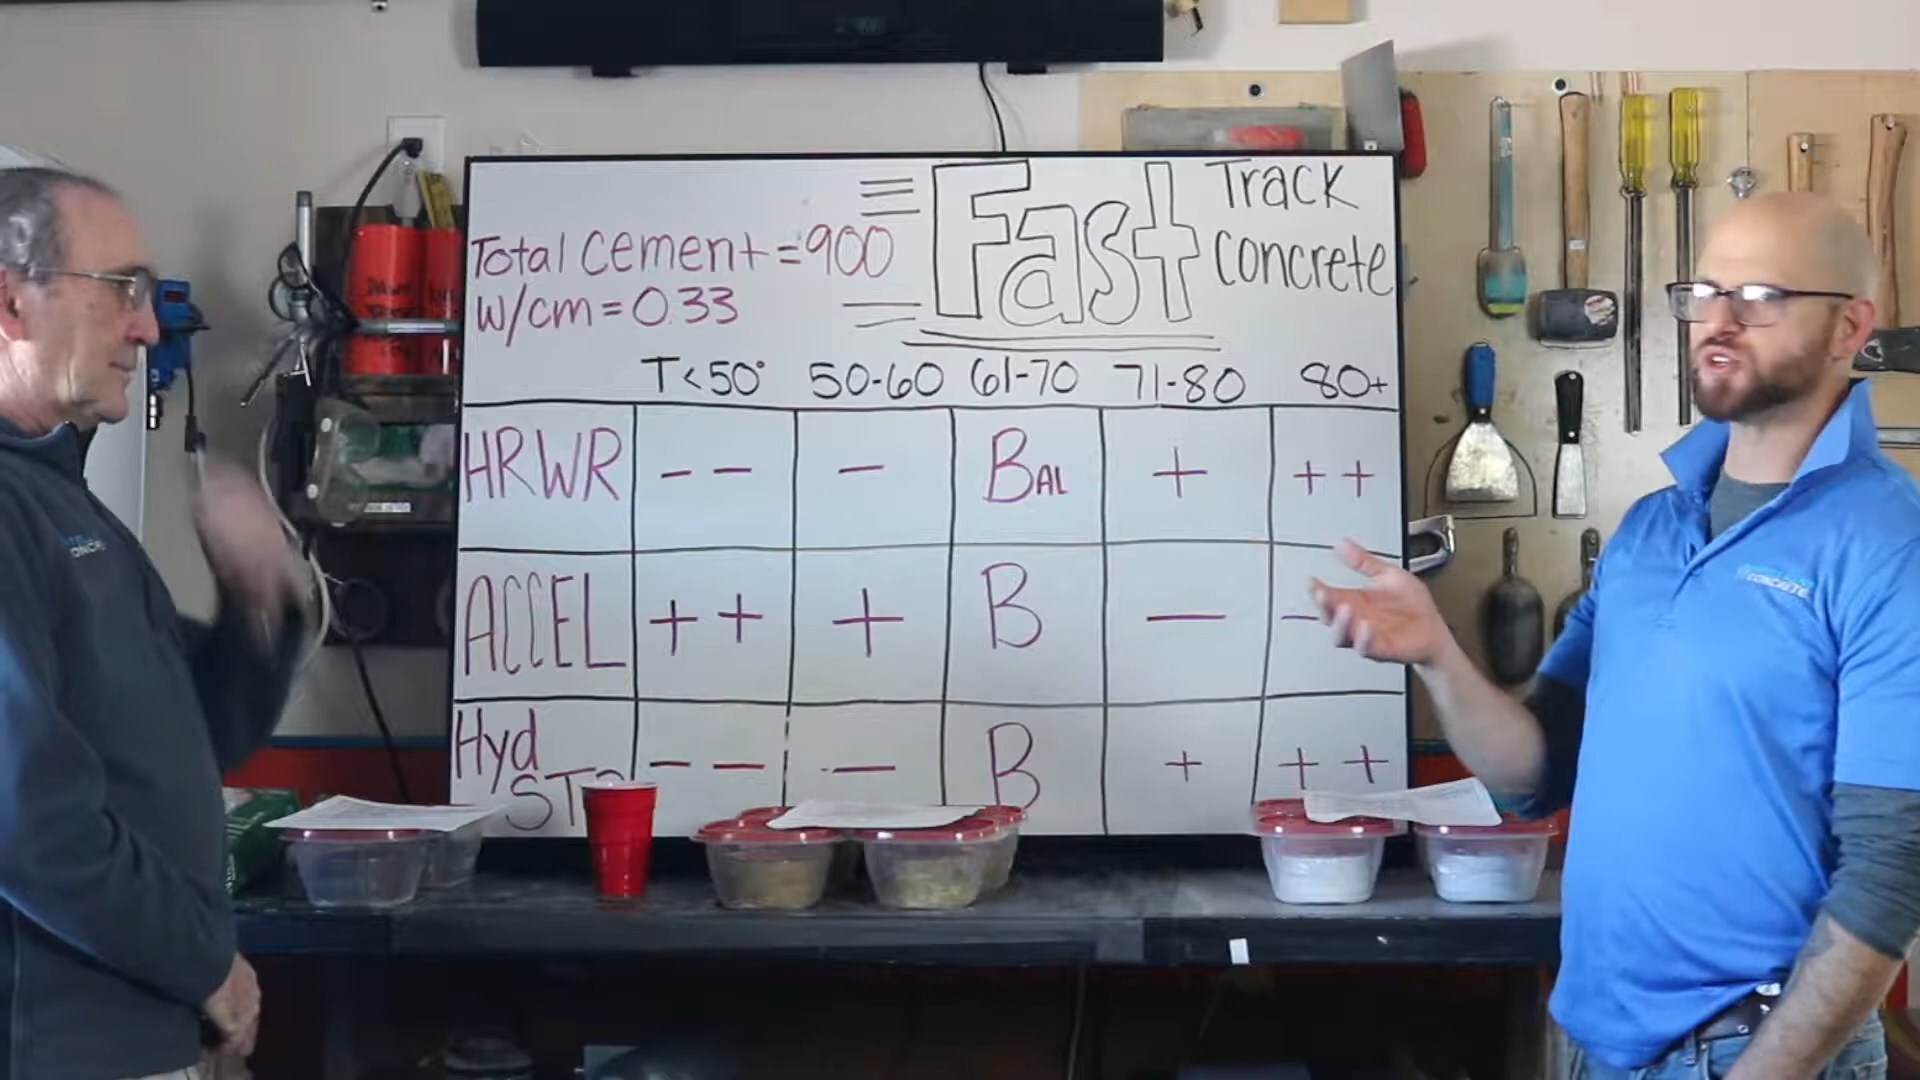 Fast Track
concrete
Total Cement = 900
W/cm = 0.33
T<50° 50-60 61-70 71-80 80+
HRWR -- - BAL + ++
ACCEL ++ + B - -
Hyd -- - B + ++
CONCRETE